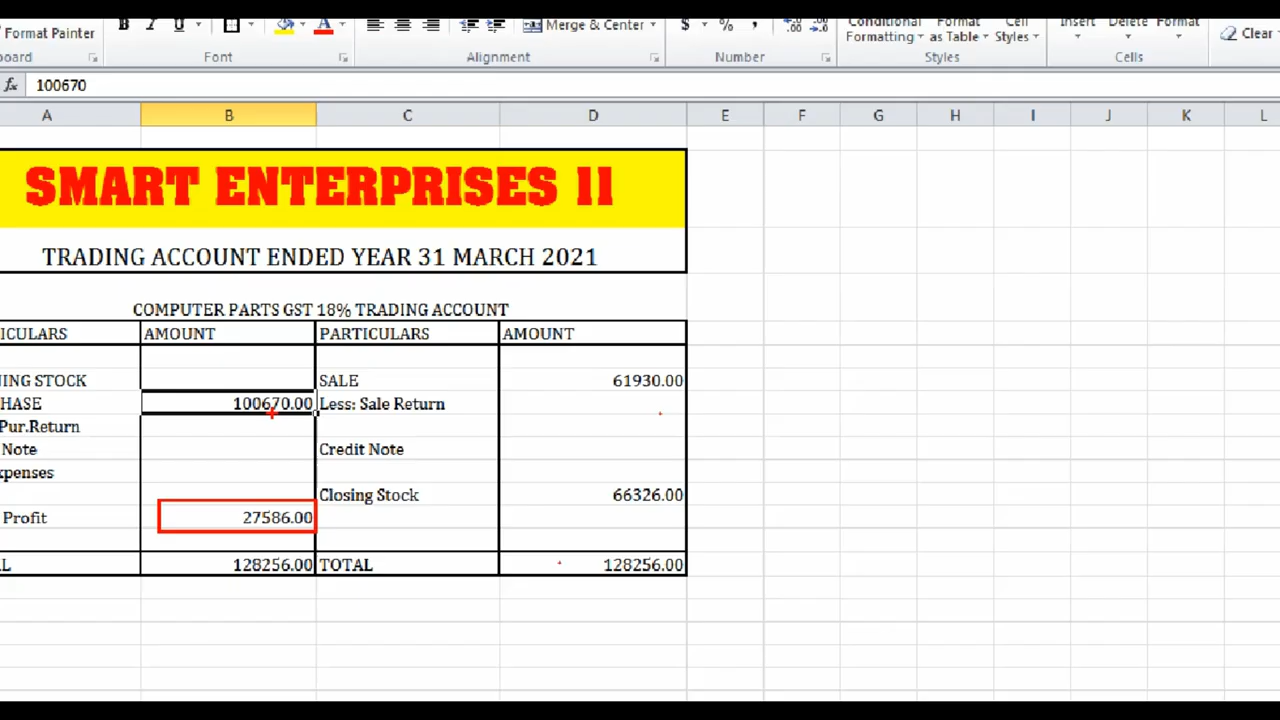 Format Painter B I U Merge & Center $ % , Conditional Formatting Format as Table Cell Styles Insert Delete Format Clear
Font Alignment Number Styles Cells
fx 100670
A B C D E F G H I J K L
SMART ENTERPRISES 11
TRADING ACCOUNT ENDED YEAR 31 MARCH 2021
COMPUTER PARTS GST 18% TRADING ACCOUNT
ICULARS AMOUNT PARTICULARS AMOUNT
ING STOCK SALE 61930.00
HASE 100670.00 Less: Sale Return
Pur.Return
Note Credit Note
xpenses
Closing Stock 66326.00
Profit 27586.00
L 128256.00 TOTAL 128256.00